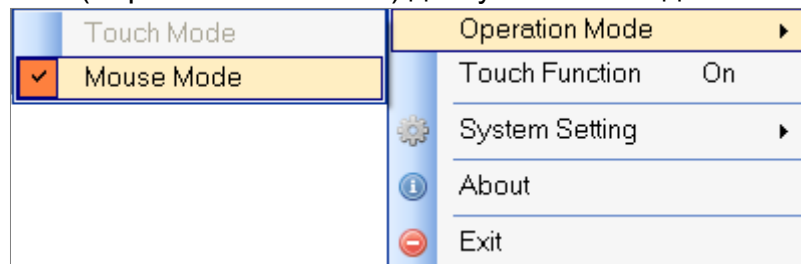 Touch Mode
Mouse Mode
Operation Mode
Touch Function On
System Setting
About
Exit